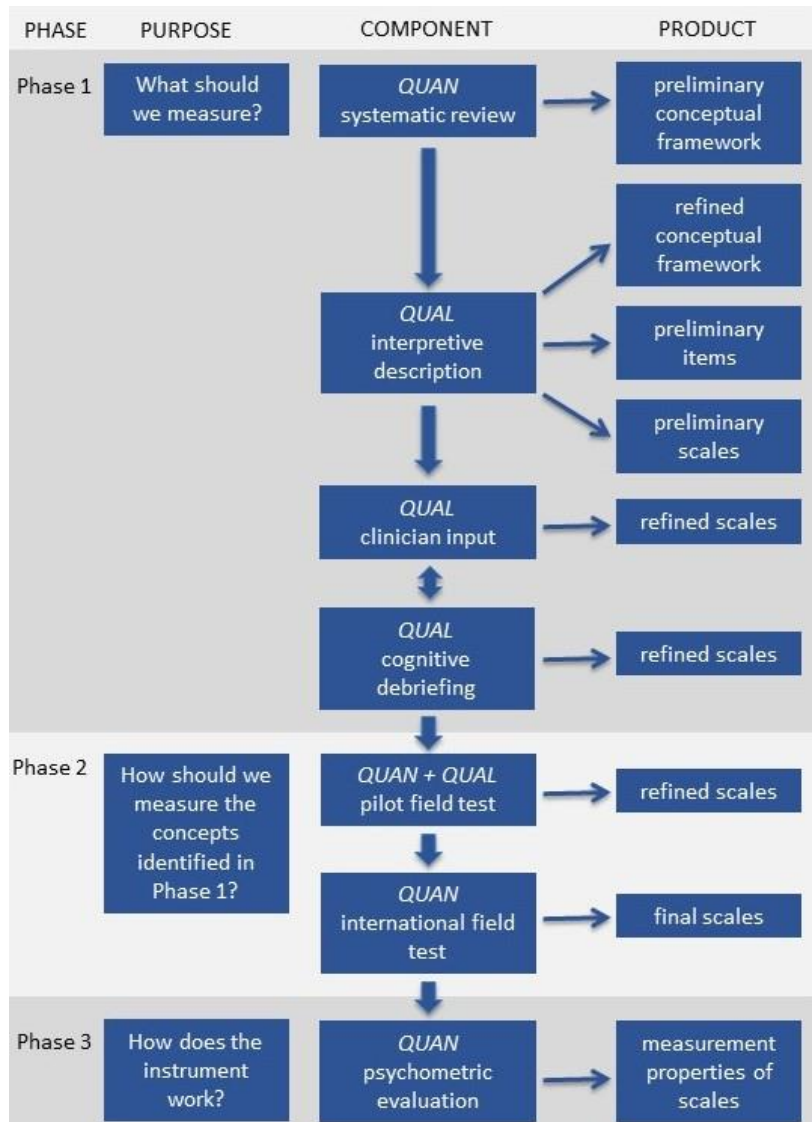 PHASE
PURPOSE
COMPONENT
PRODUCT
Phase 1
What should
we measure?
QUAN
systematic review
preliminary
conceptual
framework
refined
conceptual
framework
QUAL
interpretive
description
preliminary
items
preliminary
scales
QUAL
clinician input
refined scales
QUAL
cognitive
debriefing
refined scales
Phase 2
How should we
measure the
concepts
identified in
Phase 1?
QUAN + QUAL
pilot field test
refined scales
QUAN
international field
test
final scales
Phase 3
How does the
instrument
work?
QUAN
psychometric
evaluation
measurement
properties of
scales